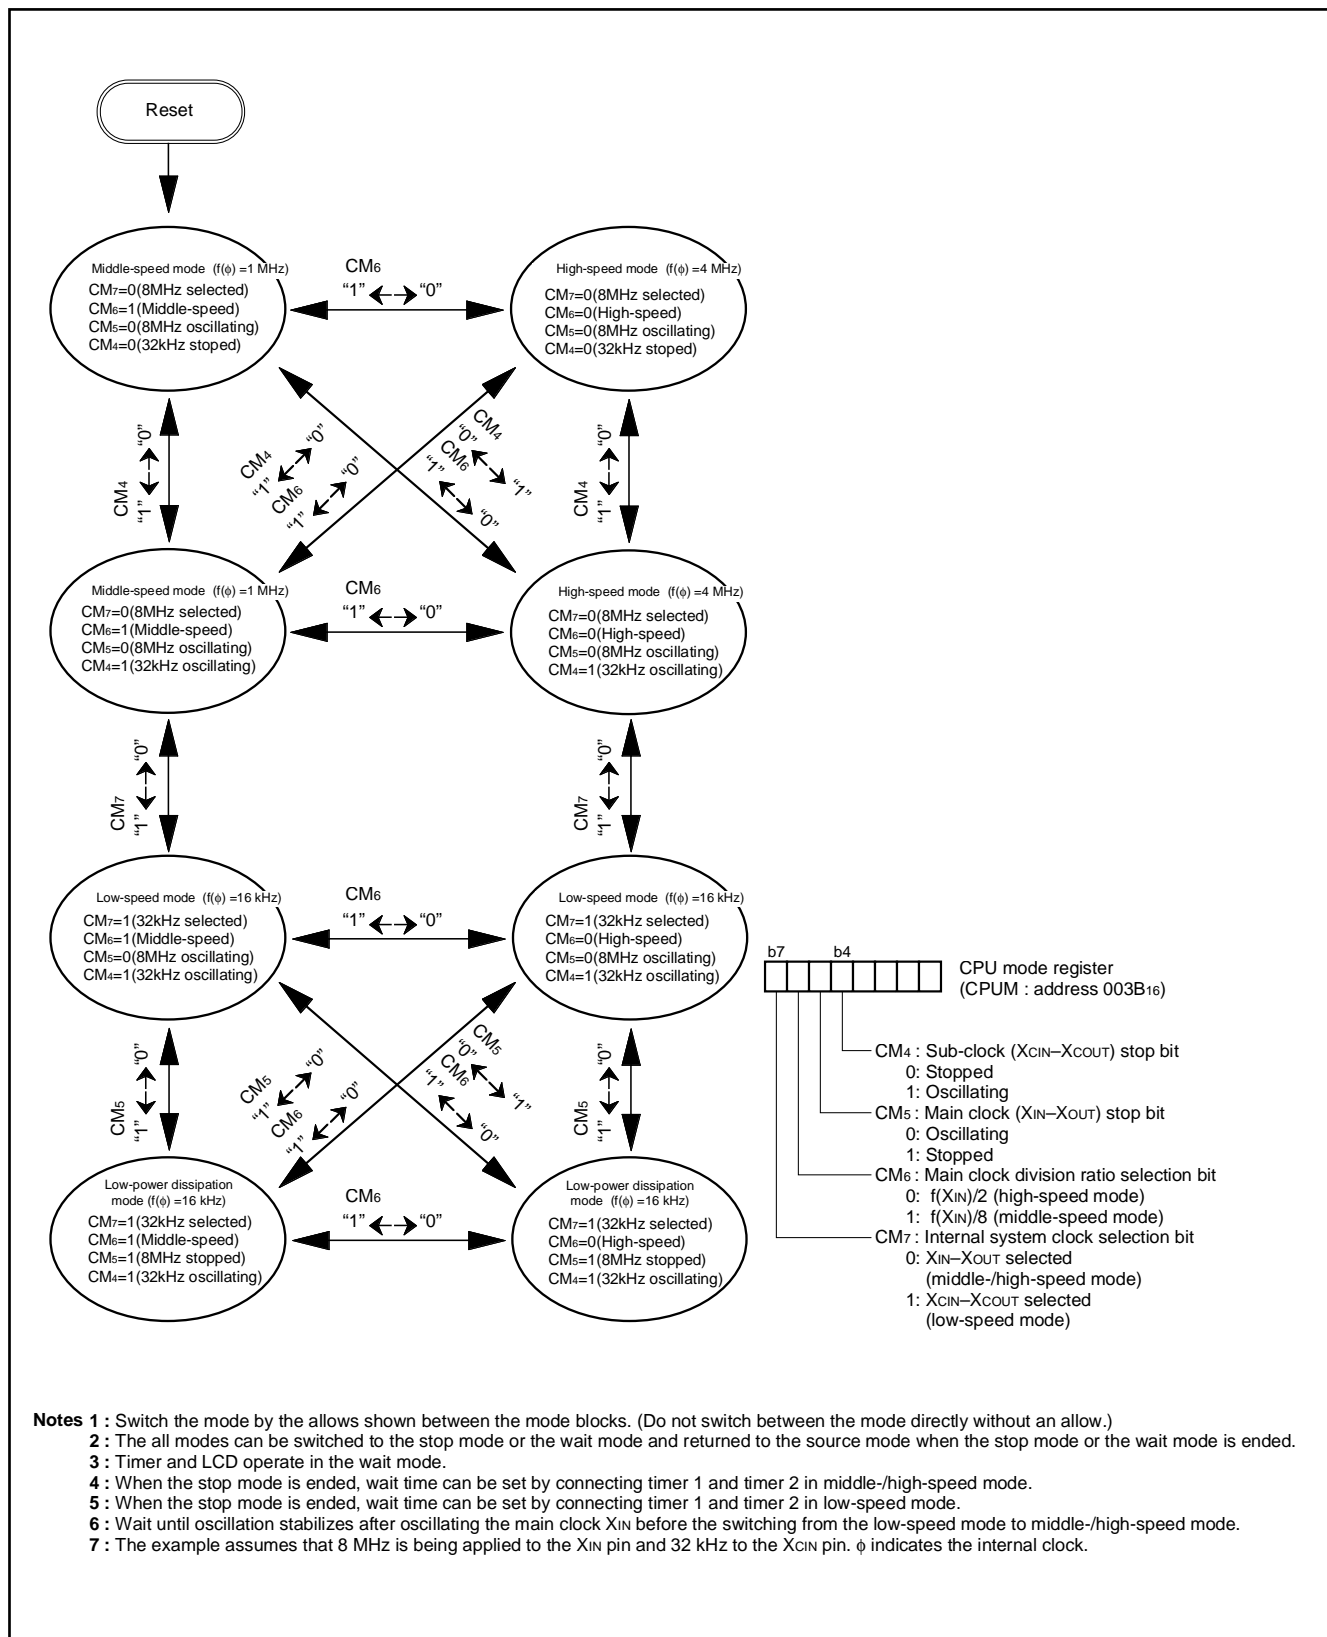 Reset
Middle-speed mode (f(ϕ) =1 MHz)
CM7=0(8MHz selected)
CM6=1(Middle-speed)
CM5=0(8MHz oscillating)
CM4=0(32kHz stoped)
CM6
“1” “0”
High-speed mode (f(ϕ) =4 MHz)
CM7=0(8MHz selected)
CM6=0(High-speed)
CM5=0(8MHz oscillating)
CM4=0(32kHz stoped)
CM4
“1” “0”
CM4
“1” “0”
CM6
“1” “0”
CM4
“0” “1”
CM6
“1” “0”
CM4
“1” “0”
Middle-speed mode (f(ϕ) =1 MHz)
CM7=0(8MHz selected)
CM6=1(Middle-speed)
CM5=0(8MHz oscillating)
CM4=1(32kHz oscillating)
CM6
“1” “0”
High-speed mode (f(ϕ) =4 MHz)
CM7=0(8MHz selected)
CM6=0(High-speed)
CM5=0(8MHz oscillating)
CM4=1(32kHz oscillating)
CM7
“1” “0”
CM7
“1” “0”
Low-speed mode (f(ϕ) =16 kHz)
CM7=1(32kHz selected)
CM6=1(Middle-speed)
CM5=0(8MHz oscillating)
CM4=1(32kHz oscillating)
CM6
“1” “0”
Low-speed mode (f(ϕ) =16 kHz)
CM7=1(32kHz selected)
CM6=0(High-speed)
CM5=0(8MHz oscillating)
CM4=1(32kHz oscillating)
CM5
“1” “0”
CM5
“1” “0”
CM6
“1” “0”
CM5
“0” “1”
CM6
“1” “0”
CM5
“1” “0”
Low-power dissipation
mode (f(ϕ) =16 kHz)
CM7=1(32kHz selected)
CM6=1(Middle-speed)
CM5=1(8MHz stopped)
CM4=1(32kHz oscillating)
CM6
“1” “0”
Low-power dissipation
mode (f(ϕ) =16 kHz)
CM7=1(32kHz selected)
CM6=0(High-speed)
CM5=1(8MHz stopped)
CM4=1(32kHz oscillating)
b7 b4
CPU mode register
(CPUM : address 003B16)
CM4 : Sub-clock (XCIN–XCOUT) stop bit
0: Stopped
1: Oscillating
CM5 : Main clock (XIN–XOUT) stop bit
0: Oscillating
1: Stopped
CM6 : Main clock division ratio selection bit
0: f(XIN)/2 (high-speed mode)
1: f(XIN)/8 (middle-speed mode)
CM7 : Internal system clock selection bit
0: XIN–XOUT selected
(middle-/high-speed mode)
1: XCIN–XCOUT selected
(low-speed mode)
Notes 1 : Switch the mode by the allows shown between the mode blocks. (Do not switch between the mode directly without an allow.)
2 : The all modes can be switched to the stop mode or the wait mode and returned to the source mode when the stop mode or the wait mode is ended.
3 : Timer and LCD operate in the wait mode.
4 : When the stop mode is ended, wait time can be set by connecting timer 1 and timer 2 in middle-/high-speed mode.
5 : When the stop mode is ended, wait time can be set by connecting timer 1 and timer 2 in low-speed mode.
6 : Wait until oscillation stabilizes after oscillating the main clock XIN before the switching from the low-speed mode to middle-/high-speed mode.
7 : The example assumes that 8 MHz is being applied to the XIN pin and 32 kHz to the XCIN pin. ϕ indicates the internal clock.